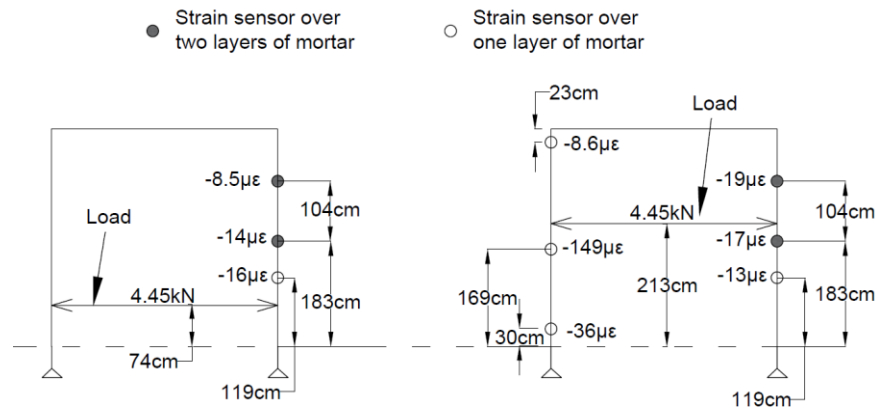 Strain sensor over
two layers of mortar
Strain sensor over
one layer of mortar
-8.5µε
104cm
Load
-14µε
-16µε
4.45kN
183cm
74cm
119cm
23cm
Load
-8.6µε
-19µε
4.45kN
104cm
-17µε
-149µε
-13µε
169cm
213cm
183cm
30cm
-36µε
119cm